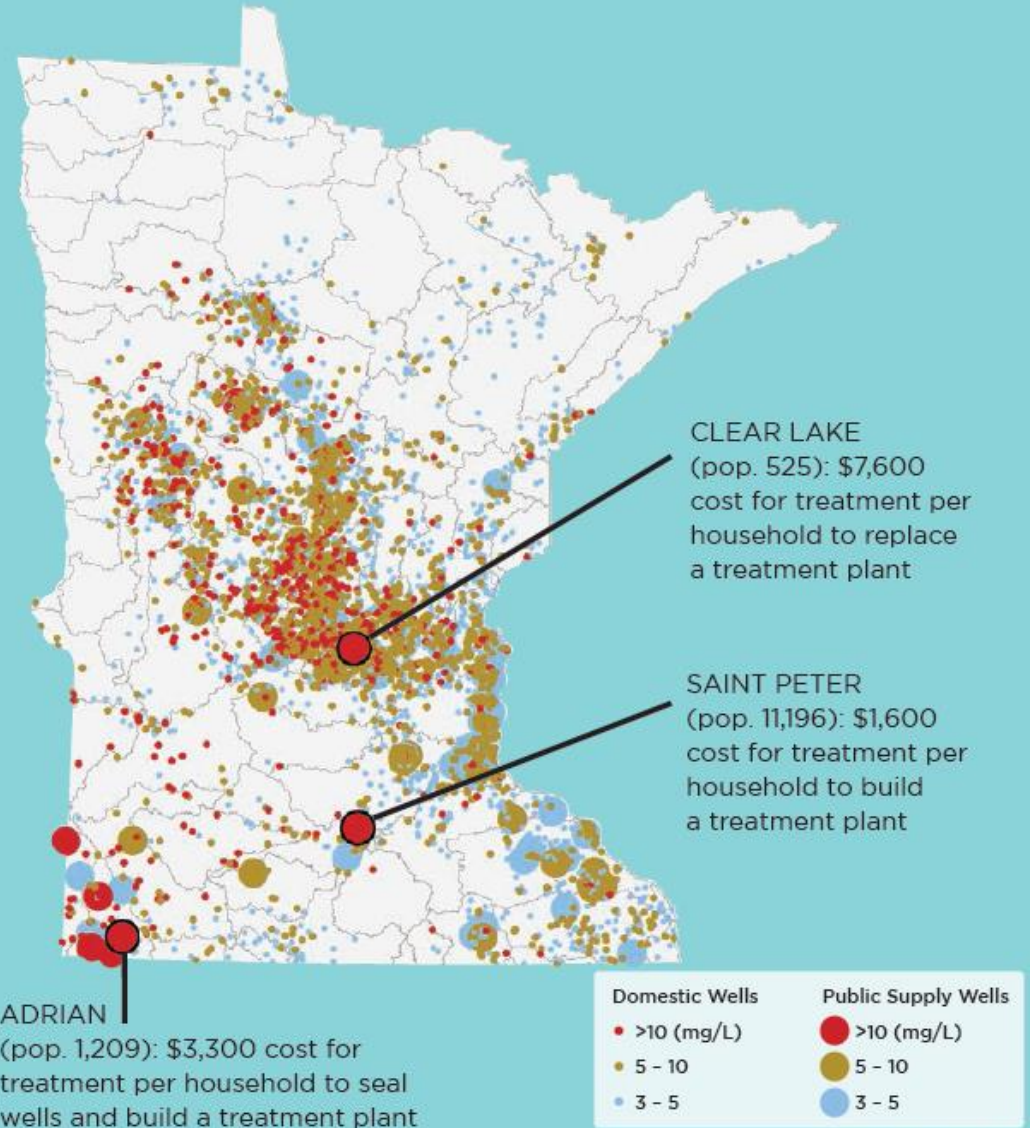 CLEAR LAKE
(pop. 525): $7,600
cost for treatment per
household to replace
a treatment plant
SAINT PETER
(pop. 11,196): $1,600
cost for treatment per
household to build
a treatment plant
ADRIAN
(pop. 1,209): $3,300 cost for
treatment per household to seal
wells and build a treatment plant
Domestic Wells
>10 (mg/L)
5 – 10
3 – 5
Public Supply Wells
>10 (mg/L)
5 – 10
3 – 5